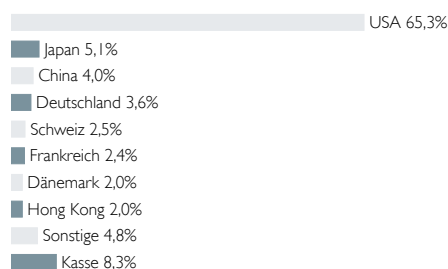 USA 65,3%
Japan 5,1%
China 4,0%
Deutschland 3,6%
Schweiz 2,5%
Frankreich 2,4%
Dänemark 2,0%
Hong Kong 2,0%
Sonstige 4,8%
Kasse 8,3%